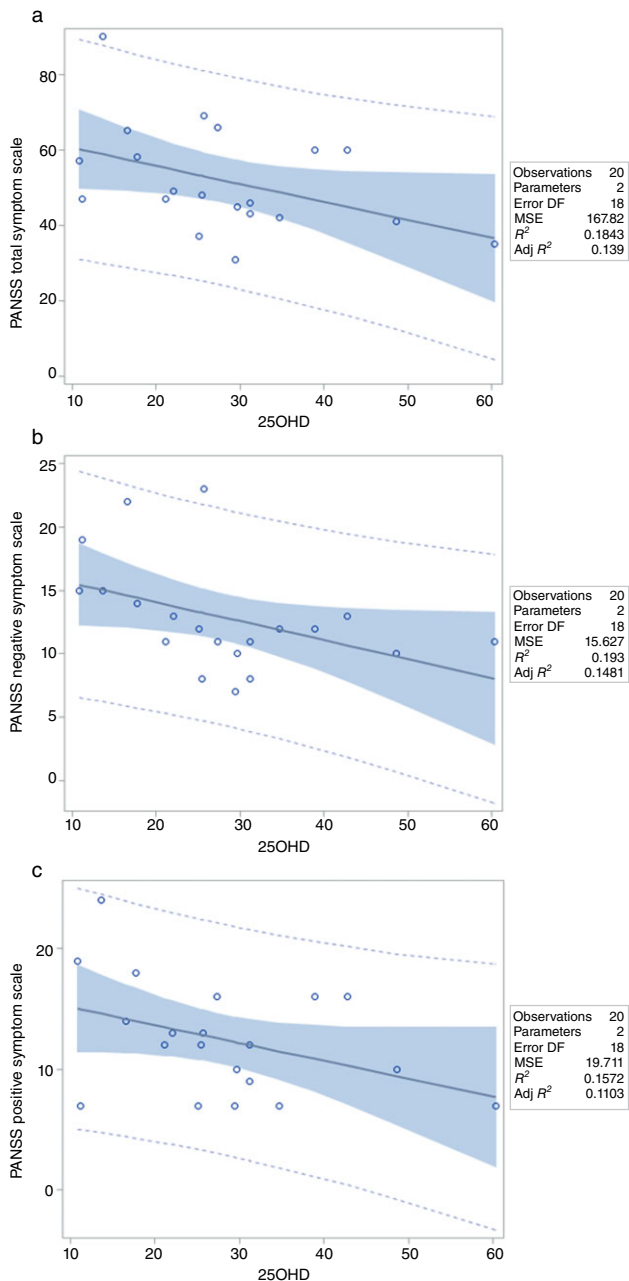 a
80
60
40
20
0
PANSS total symptom scale
10 20 30 40 50 60
25OHD
Observations 20
Parameters 2
Error DF 18
MSE 167.82
R² 0.1843
Adj R² 0.139
b
25
20
15
10
5
0
PANSS negative symptom scale
10 20 30 40 50 60
25OHD
Observations 20
Parameters 2
Error DF 18
MSE 15.627
R² 0.193
Adj R² 0.1481
c
20
10
0
PANSS positive symptom scale
10 20 30 40 50 60
25OHD
Observations 20
Parameters 2
Error DF 18
MSE 19.711
R² 0.1572
Adj R² 0.1103